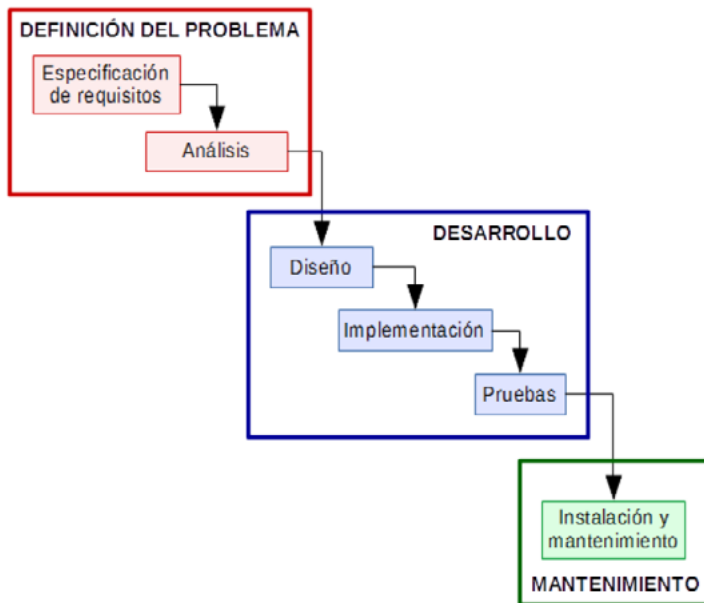 DEFINICIÓN DEL PROBLEMA
Especificación
de requisitos
Análisis
DESARROLLO
Diseño
Implementación
Pruebas
Instalación y
mantenimiento
MANTENIMIENTO